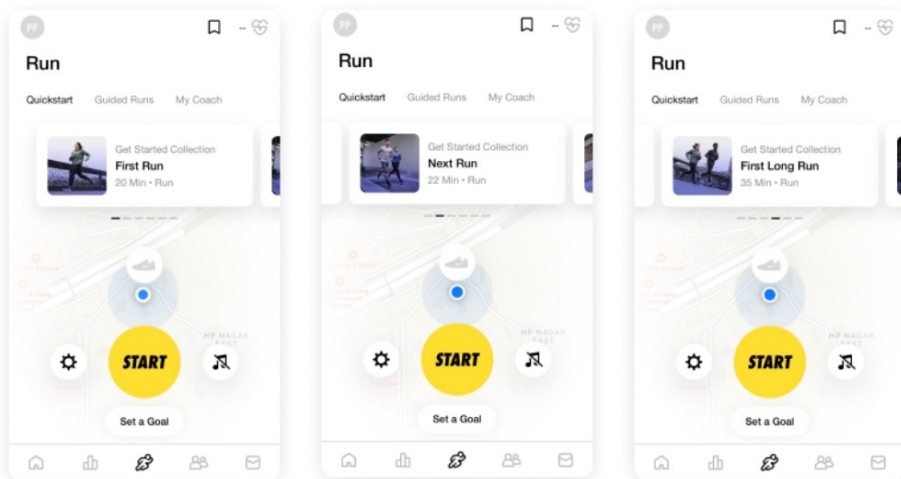 PP
--
Run
Quickstart Guided Runs My Coach
Get Started Collection
First Run
20 Min • Run
HP NAGAR
EAST
START
Set a Goal
PP
--
Run
Quickstart Guided Runs My Coach
Get Started Collection
Next Run
22 Min • Run
HP NAGAR
EAST
START
Set a Goal
PP
--
Run
Quickstart Guided Runs My Coach
Get Started Collection
First Long Run
35 Min • Run
HP NAGAR
EAST
START
Set a Goal